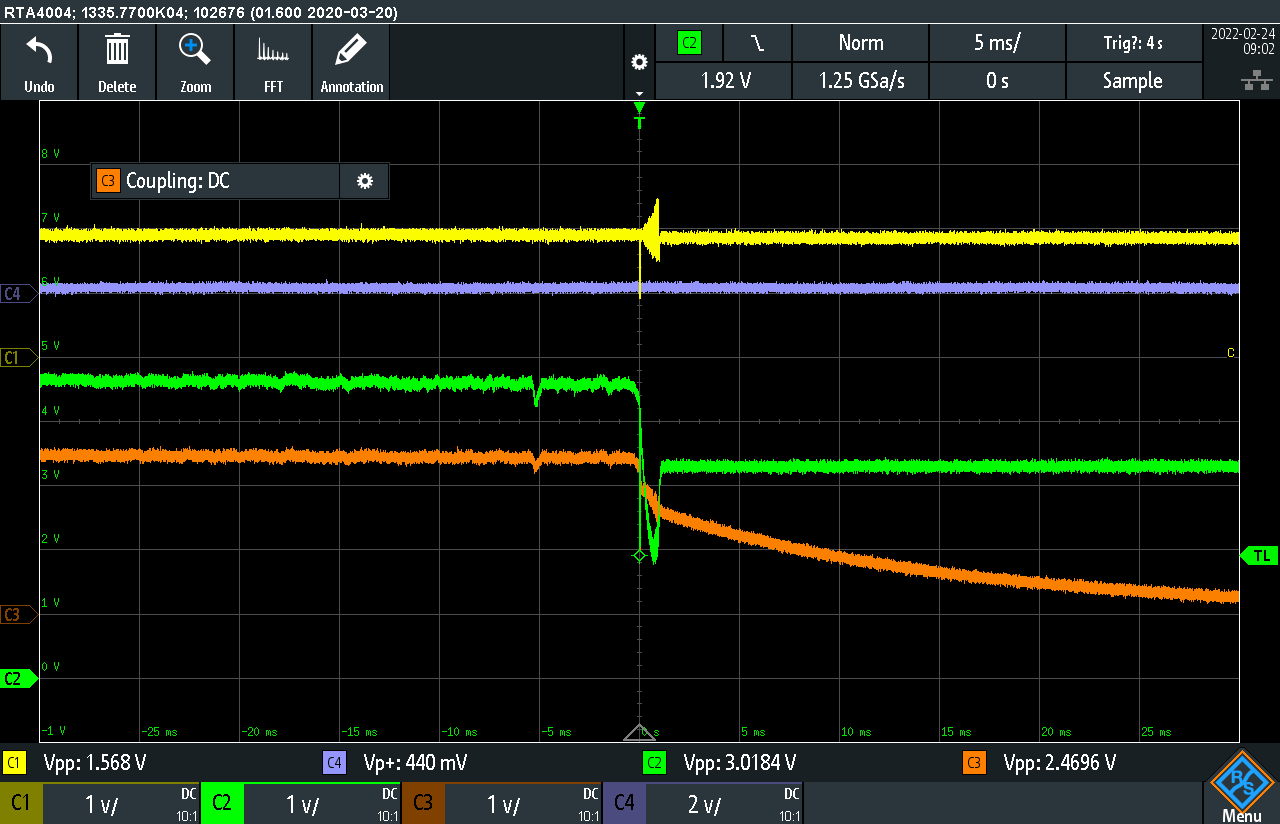 RTA4004; 1335.7700K04; 102676 (01.600 2020-03-20)
Undo
Delete
Zoom
FFT
Annotation
C2
Norm
5 ms/
Trig?: 4 s
2022-02-24
09:02
1.92 V
1.25 GSa/s
0 s
Sample
T
8 V
C3 Coupling: DC
7 V
6 V
C4
5 V
C1
C
4 V
3 V
2 V
TL
1 V
C3
0 V
C2
-1 V
-25 ms
-20 ms
-15 ms
-10 ms
-5 ms
0 s
5 ms
10 ms
15 ms
20 ms
25 ms
C1 Vpp: 1.568 V
C4 Vp+: 440 mV
C2 Vpp: 3.0184 V
C3 Vpp: 2.4696 V
C1 1 V/ DC 10:1
C2 1 V/ DC 10:1
C3 1 V/ DC 10:1
C4 2 V/ DC 10:1
R S
Menu